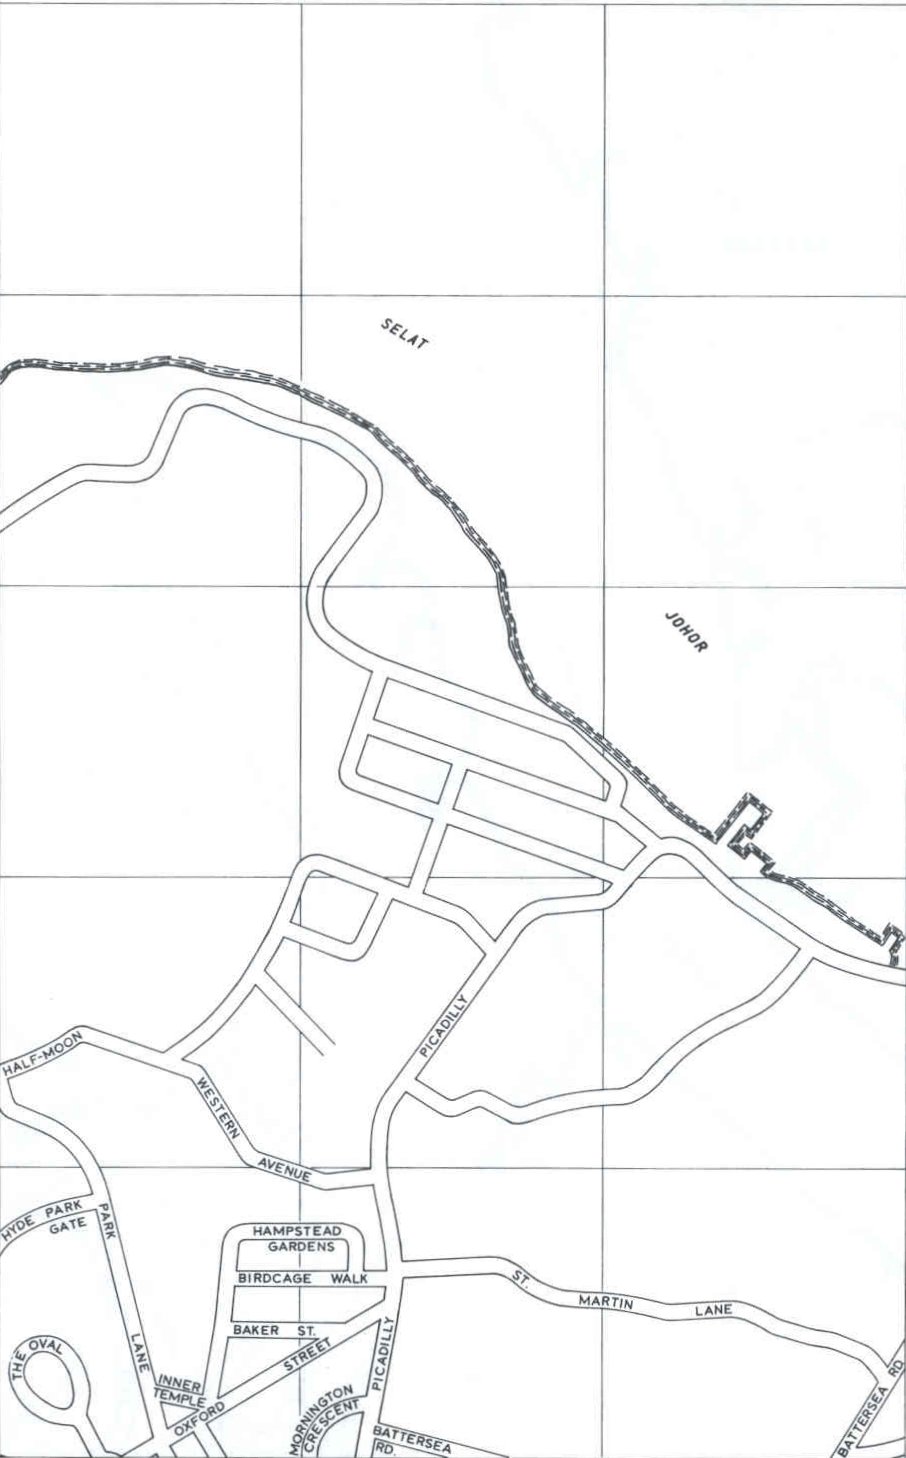 SELAT
JOHOR
PICADILLY
HALF-MOON
WESTERN
AVENUE
HYDE PARK
GATE
PARK
LANE
HAMPSTEAD
GARDENS
BIRDCAGE WALK
ST.
MARTIN
LANE
BAKER ST.
STREET
OXFORD
PICADILLY
THE OVAL
INNER
TEMPLE
MORNINGTON
CRESCENT
BATTERSEA
RD.
BATTERSEA RD.